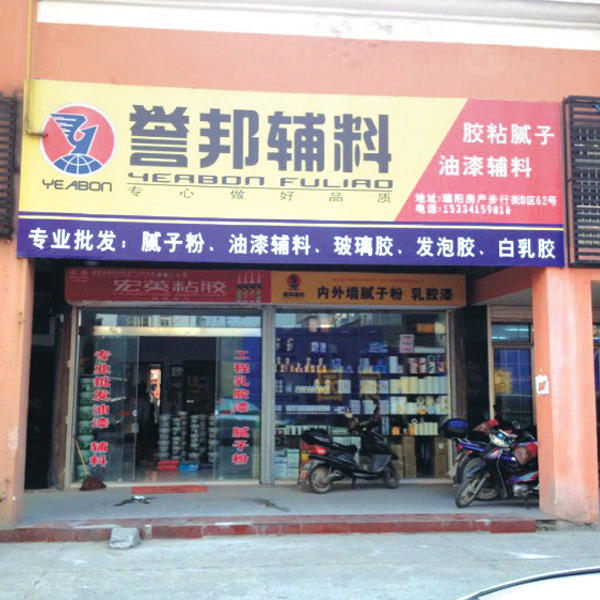 誉邦辅料
YEABON
YEABON FULIAO
专心做好品质
胶粘腻子
油漆辅料
地址:瑞阳房产步行街D区62号
电话:15334159816
专业批发:腻子粉、油漆辅料、玻璃胶、发泡胶、白乳胶
宏英粘胶
誉邦辅料
内外墙腻子粉 乳胶漆
专业批发油漆 辅料
工程乳胶漆 腻子粉